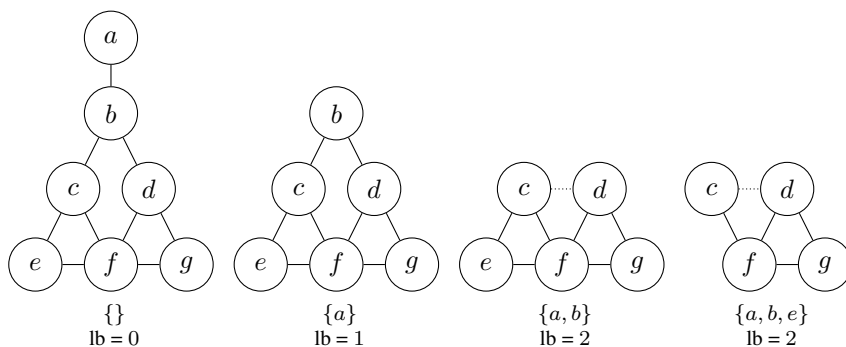 a
b
b
c d c d c d c d
e f g e f g e f g f g
{} {a} {a, b} {a, b, e}
lb = 0 lb = 1 lb = 2 lb = 2